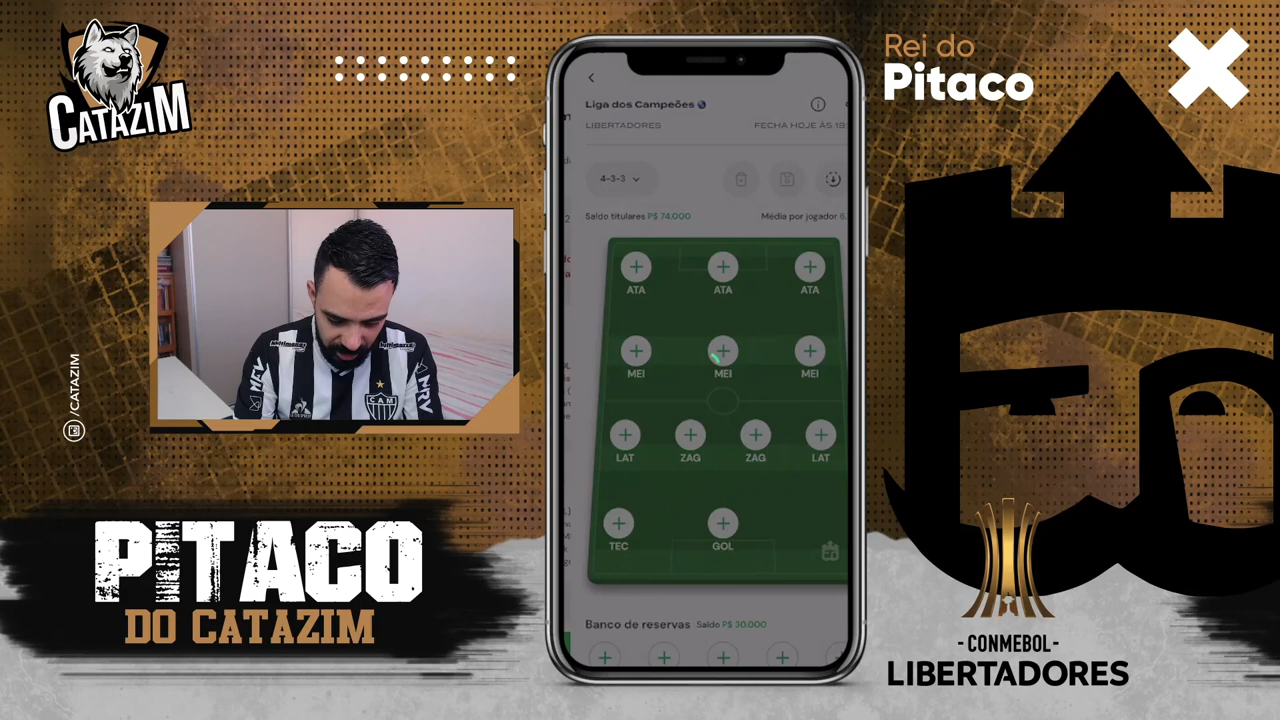 CATAZIM
/CATAZIM
PITACO
DO CATAZIM
Liga dos Campeões
LIBERTADORES
FECHA HOJE ÀS
4-3-3
Saldo titulares P$ 74.000
Média por jogador
ATA
ATA
ATA
MEI
MEI
MEI
LAT
ZAG
ZAG
LAT
TEC
GOL
Banco de reservas Saldo P$ 30.000
Rei do
Pitaco
-CONMEBOL-
LIBERTADORES
CAM
NRV